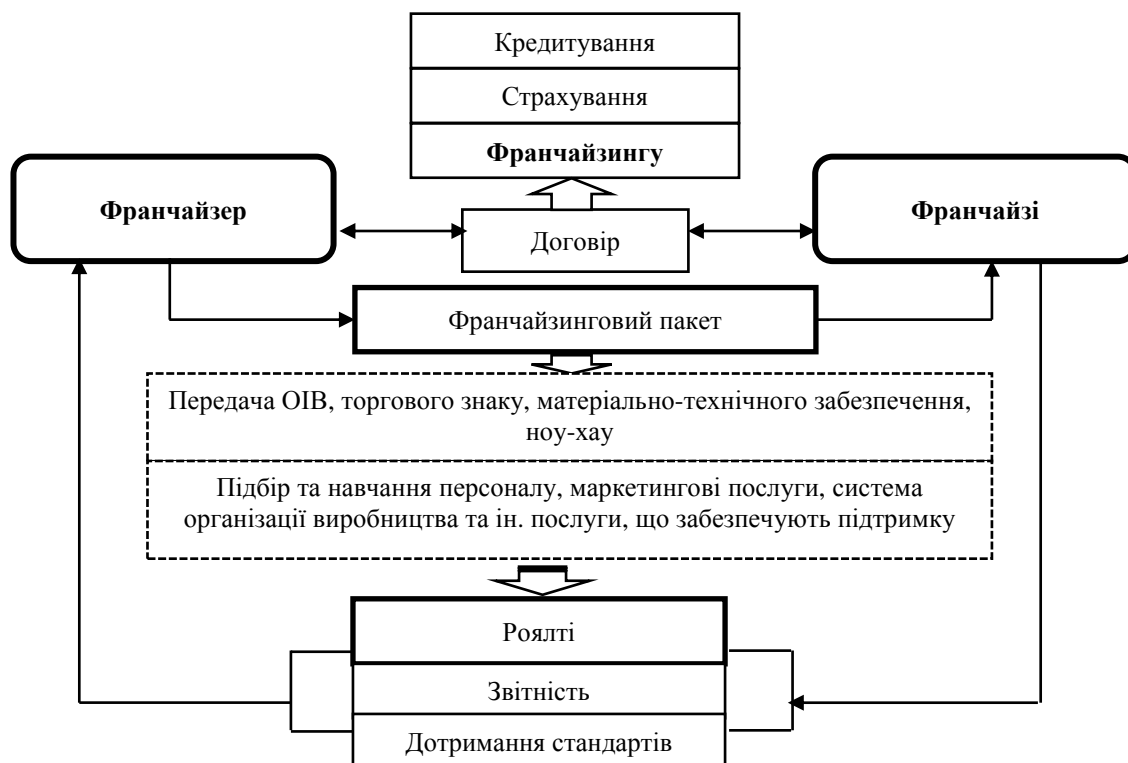 Кредитування
Страхування
Франчайзингу
Франчайзер
Договір
Франчайзі
Франчайзинговий пакет
Передача ОІВ, торгового знаку, матеріально-технічного забезпечення,
ноу-хау
Підбір та навчання персоналу, маркетингові послуги, система
організації виробництва та ін. послуги, що забезпечують підтримку
Роялті
Звітність
Дотримання стандартів